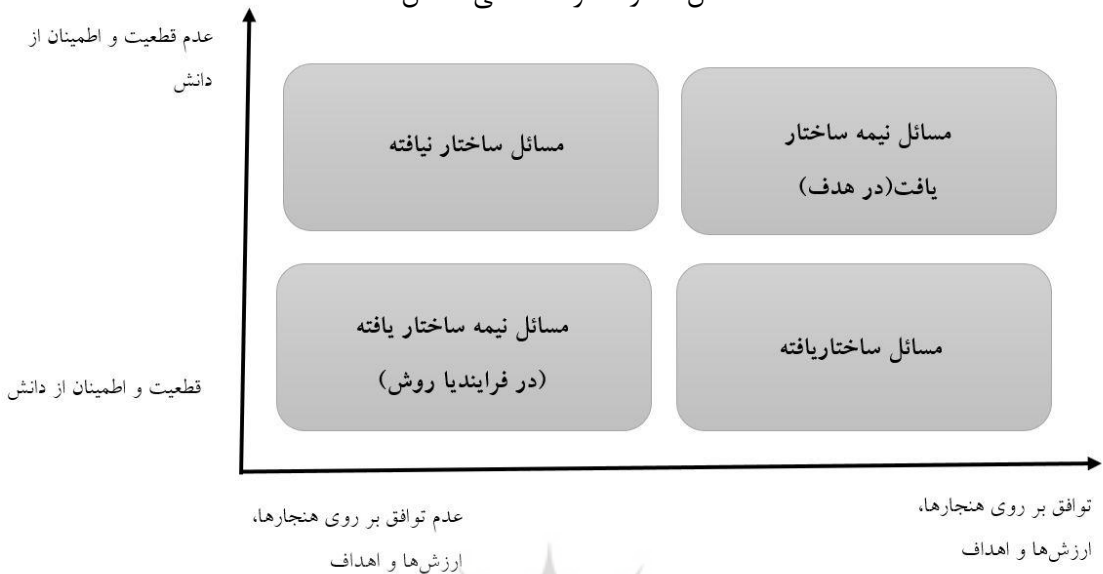 عدم قطعیت و اطمینان از
دانش
مسائل نیمه ساختار
یافت(در هدف)
مسائل ساختار نیافته
مسائل ساختاریافته
مسائل نیمه ساختار یافته
(در فرایندیا روش)
قطعیت و اطمینان از دانش
توافق بر روی هنجارها،
ارزش‌ها و اهداف
عدم توافق بر روی هنجارها،
ارزش‌ها و اهداف